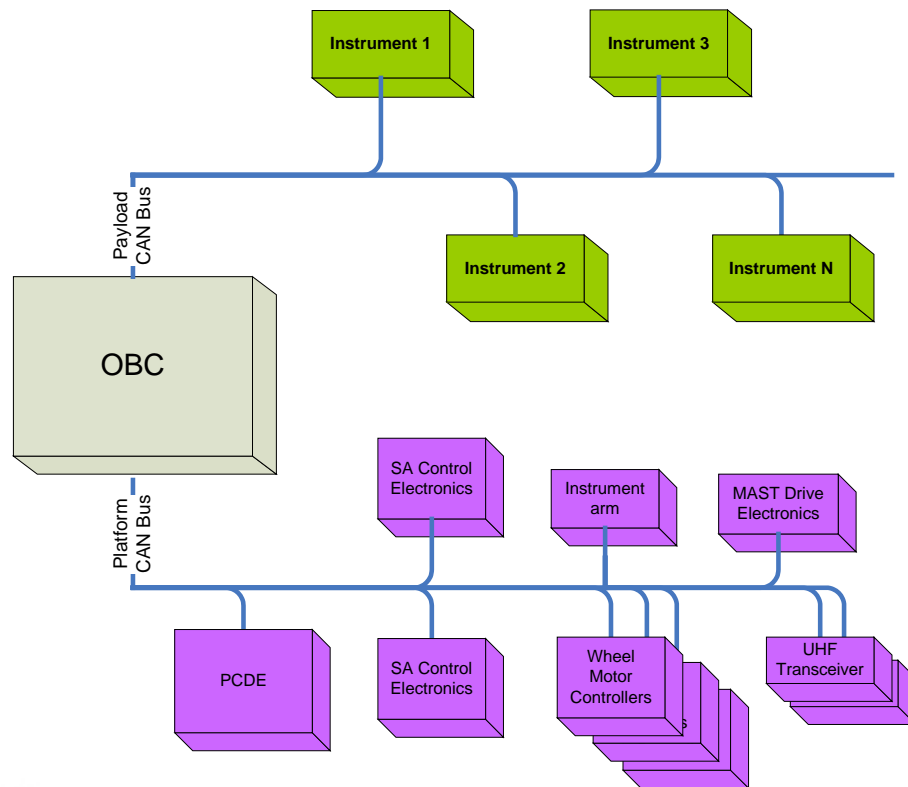 Instrument 1
Instrument 3
Payload
CAN Bus
Instrument 2
Instrument N
OBC
SA Control
Electronics
Instrument
arm
MAST Drive
Electronics
Platform
CAN Bus
PCDE
SA Control
Electronics
Wheel
Motor
Controllers
UHF
Transceiver